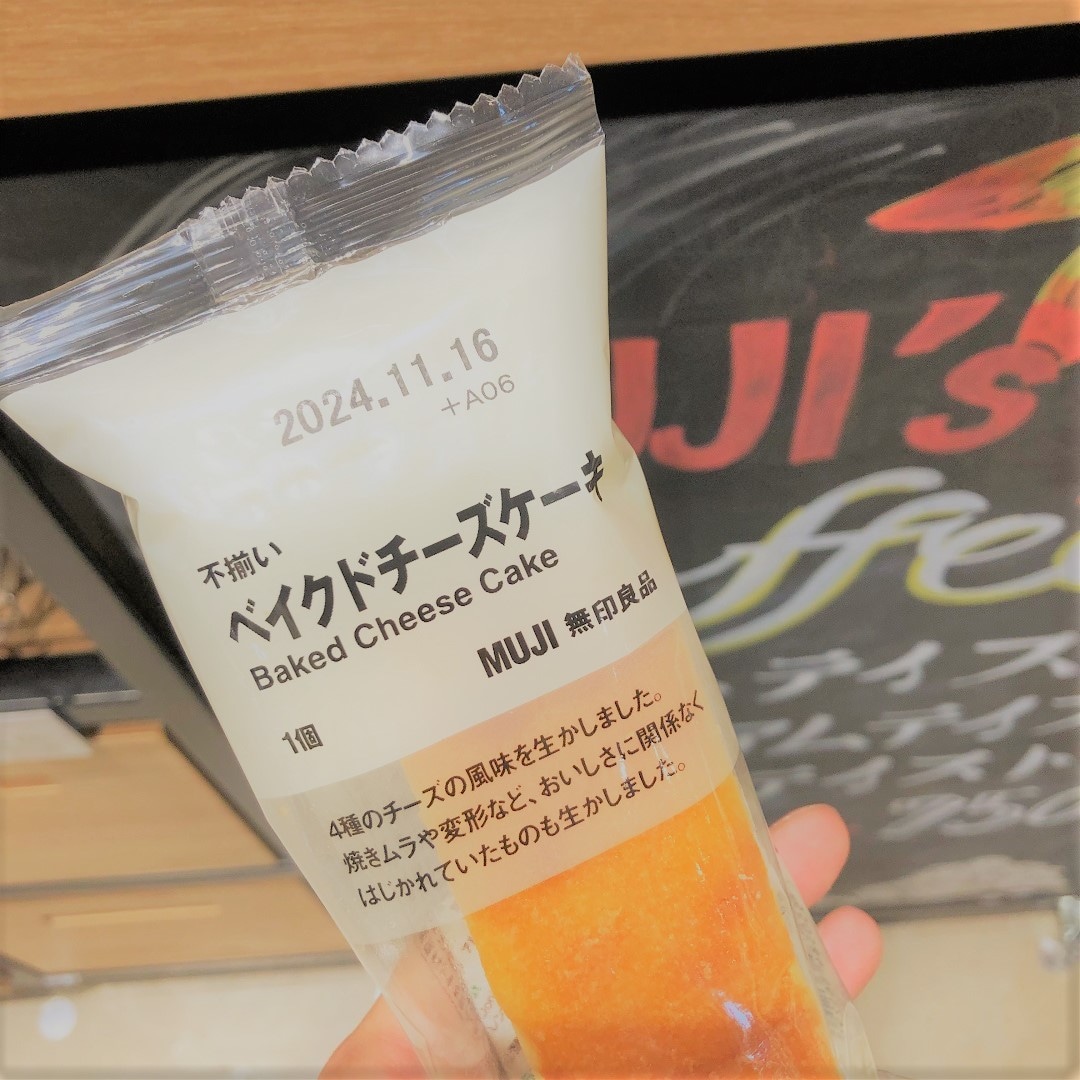 2024.11.16
+A06
不揃い
ベイクドチーズケーキ
Baked Cheese Cake
MUJI 無印良品
1個
4種のチーズの風味を生かしました。
焼きムラや変形など、おいしさに関係なく
はじかれていたものも生かしました。
UJI's
ffee